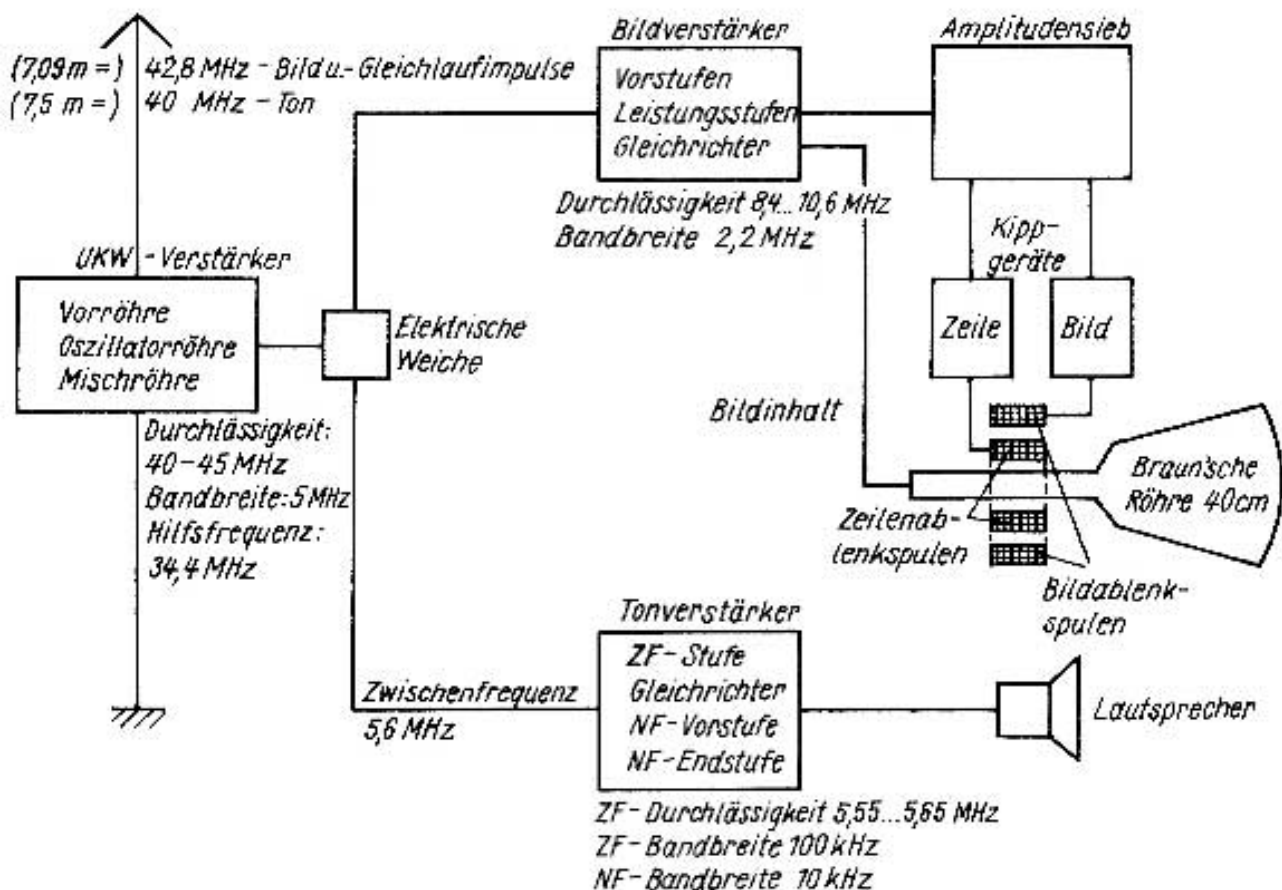 (7,09 m =) 42,8 MHz - Bild u.- Gleichlaufimpulse
(7,5 m =) 40 MHz - Ton
UKW - Verstärker
Vorröhre
Oszillatorröhre
Mischröhre
Durchlässigkeit:
40-45 MHz
Bandbreite: 5 MHz
Hilfsfrequenz:
34,4 MHz
Elektrische
Weiche
Bildverstärker
Vorstufen
Leistungsstufen
Gleichrichter
Durchlässigkeit 8,4...10,6 MHz
Bandbreite 2,2 MHz
Amplitudensieb
Kipp-
geräte
Zeile
Bild
Bildinhalt
Braun'sche
Röhre 40cm
Zeilenab-
lenkspulen
Bildablenk-
spulen
Zwischenfrequenz
5,6 MHz
Tonverstärker
ZF - Stufe
Gleichrichter
NF - Vorstufe
NF - Endstufe
ZF - Durchlässigkeit 5,55...5,65 MHz
ZF - Bandbreite 100 kHz
NF - Bandbreite 10 kHz
Lautsprecher